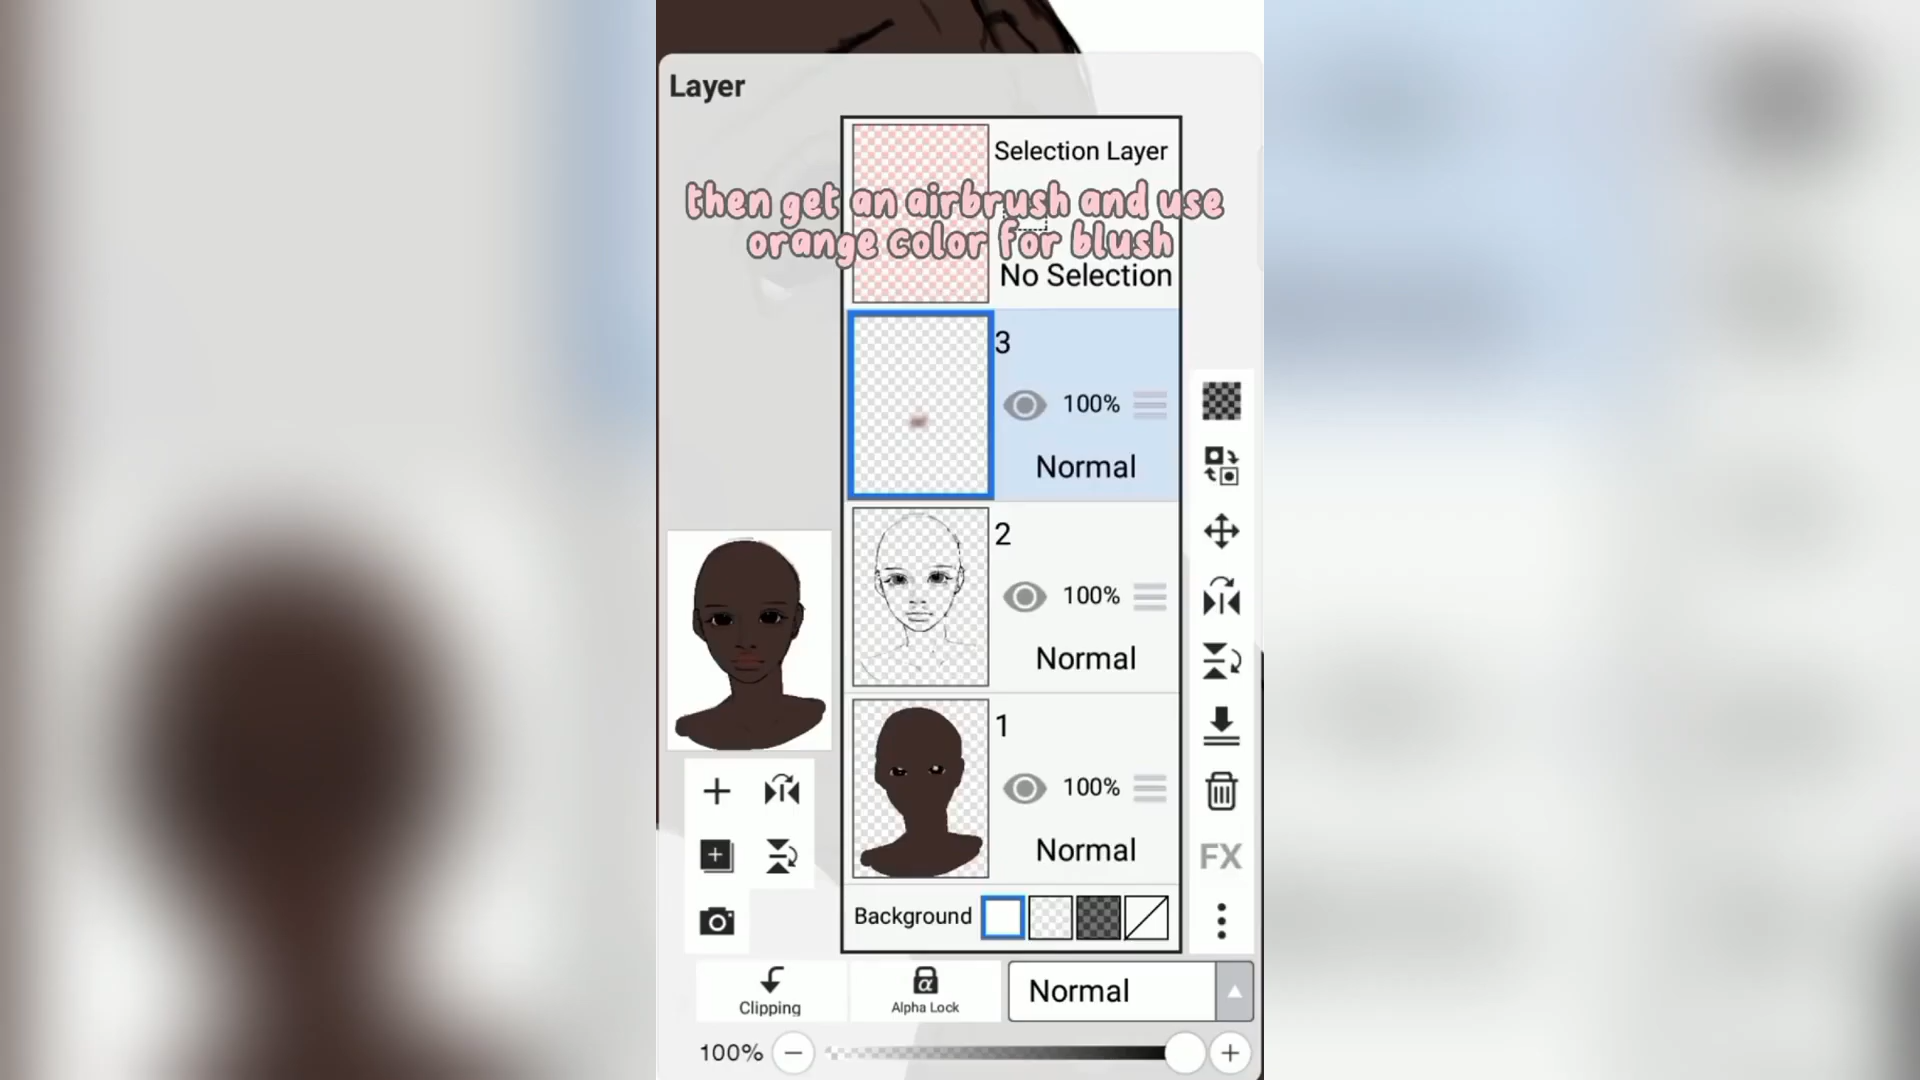 Layer
Selection Layer
then get an airbrush and use
orange color for blush
No Selection
3
100%
Normal
2
100%
Normal
1
100%
Normal
FX
Background
Clipping
α
Alpha Lock
Normal
100%